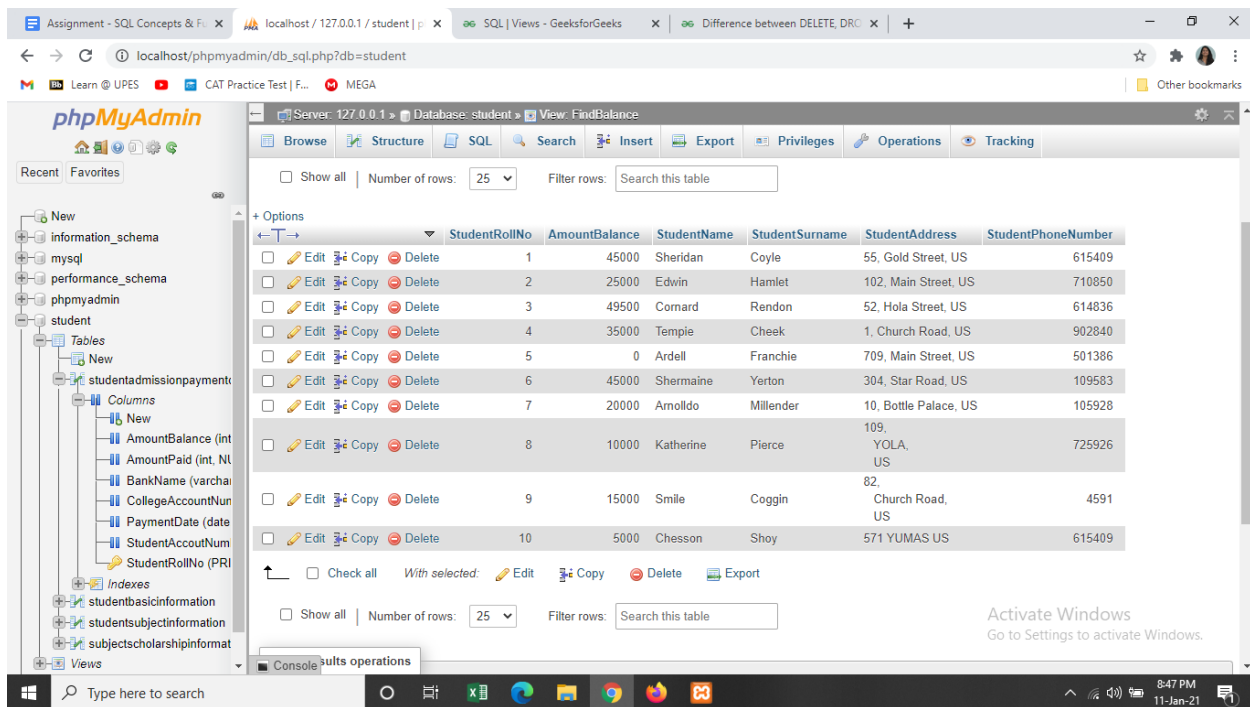 Assignment - SQL Concepts & Fu
localhost / 127.0.0.1 / student | p
SQL | Views - GeeksforGeeks
Difference between DELETE, DRO
localhost/phpmyadmin/db_sql.php?db=student
Learn @ UPES
CAT Practice Test | F...
MEGA
Other bookmarks
phpMyAdmin
Recent Favorites
New
information_schema
mysql
performance_schema
phpmyadmin
student
Tables
New
studentadmissionpaymentd
Columns
New
AmountBalance (int
AmountPaid (int, NU
BankName (varchar
CollegeAccountNum
PaymentDate (date
StudentAccoutNum
StudentRollNo (PRI
Indexes
studentbasicinformation
studentsubjectinformation
subjectscholarshipinformat
Views
Server: 127.0.0.1 » Database: student » View: FindBalance
Browse Structure SQL Search Insert Export Privileges Operations Tracking
Show all | Number of rows: 25 Filter rows: Search this table
+ Options
←T→ StudentRollNo AmountBalance StudentName StudentSurname StudentAddress StudentPhoneNumber
Edit Copy Delete 1 45000 Sheridan Coyle 55, Gold Street, US 615409
Edit Copy Delete 2 25000 Edwin Hamlet 102, Main Street, US 710850
Edit Copy Delete 3 49500 Cornard Rendon 52, Hola Street, US 614836
Edit Copy Delete 4 35000 Tempie Cheek 1, Church Road, US 902840
Edit Copy Delete 5 0 Ardell Franchie 709, Main Street, US 501386
Edit Copy Delete 6 45000 Shermaine Yerton 304, Star Road, US 109583
Edit Copy Delete 7 20000 Arnolldo Millender 10, Bottle Palace, US 105928
109,
Edit Copy Delete 8 10000 Katherine Pierce YOLA, 725926
US
82,
Edit Copy Delete 9 15000 Smile Coggin Church Road, 4591
US
Edit Copy Delete 10 5000 Chesson Shoy 571 YUMAS US 615409
Check all With selected: Edit Copy Delete Export
Show all | Number of rows: 25 Filter rows: Search this table
Activate Windows
Go to Settings to activate Windows.
Console
sults operations
Type here to search
8:47 PM
11-Jan-21